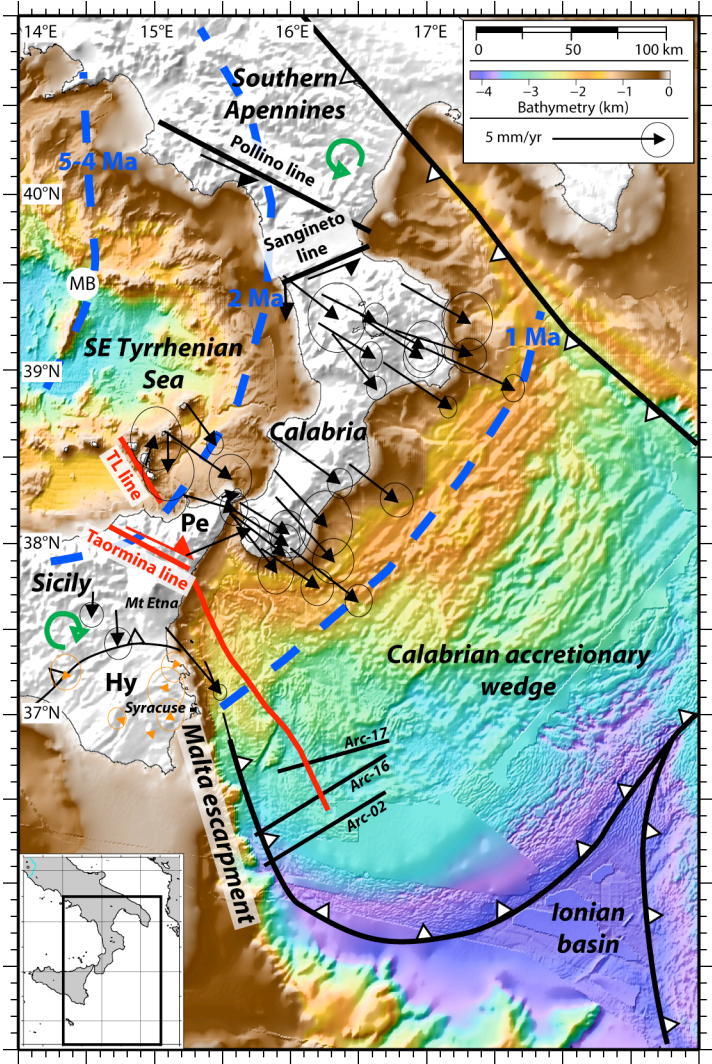 14°E
15°E
16°E
17°E
0
50
100 km
−4
−3
−2
−1
0
Bathymetry (km)
5 mm/yr
Southern
Apennines
Pollino line
5-4 Ma
40°N
Sangineto
line
MB
2 Ma
1 Ma
SE Tyrrhenian
Sea
39°N
Calabria
TL line
Pe
38°N
Taormina line
Sicily
Mt Etna
Calabrian accretionary
wedge
Hy
Syracuse
37°N
Malta escarpment
Arc-17
Arc-16
Arc-02
Ionian
basin